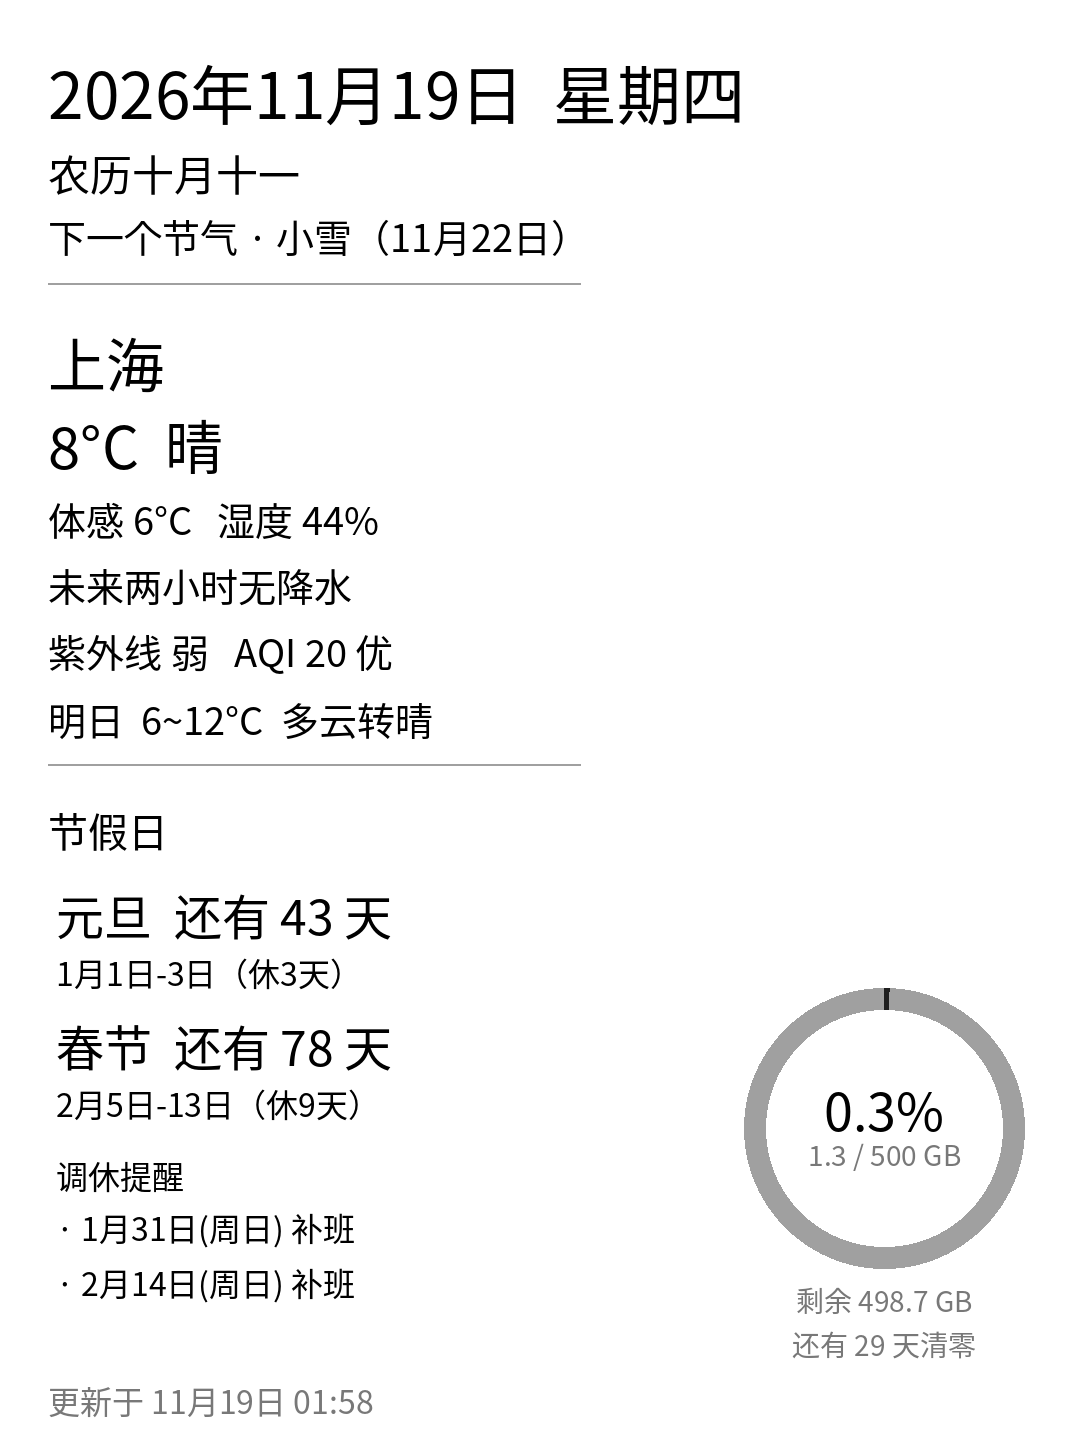 2026年11月19日 星期四
农历十月十一
下一个节气 · 小雪（11月22日）
上海
8°C 晴
体感 6°C 湿度 44%
未来两小时无降水
紫外线 弱 AQI 20 优
明日 6~12°C 多云转晴
节假日
元旦 还有 43 天
1月1日-3日（休3天）
春节 还有 78 天
2月5日-13日（休9天）
调休提醒
· 1月31日(周日) 补班
· 2月14日(周日) 补班
0.3%
1.3 / 500 GB
剩余 498.7 GB
还有 29 天清零
更新于 11月19日 01:58